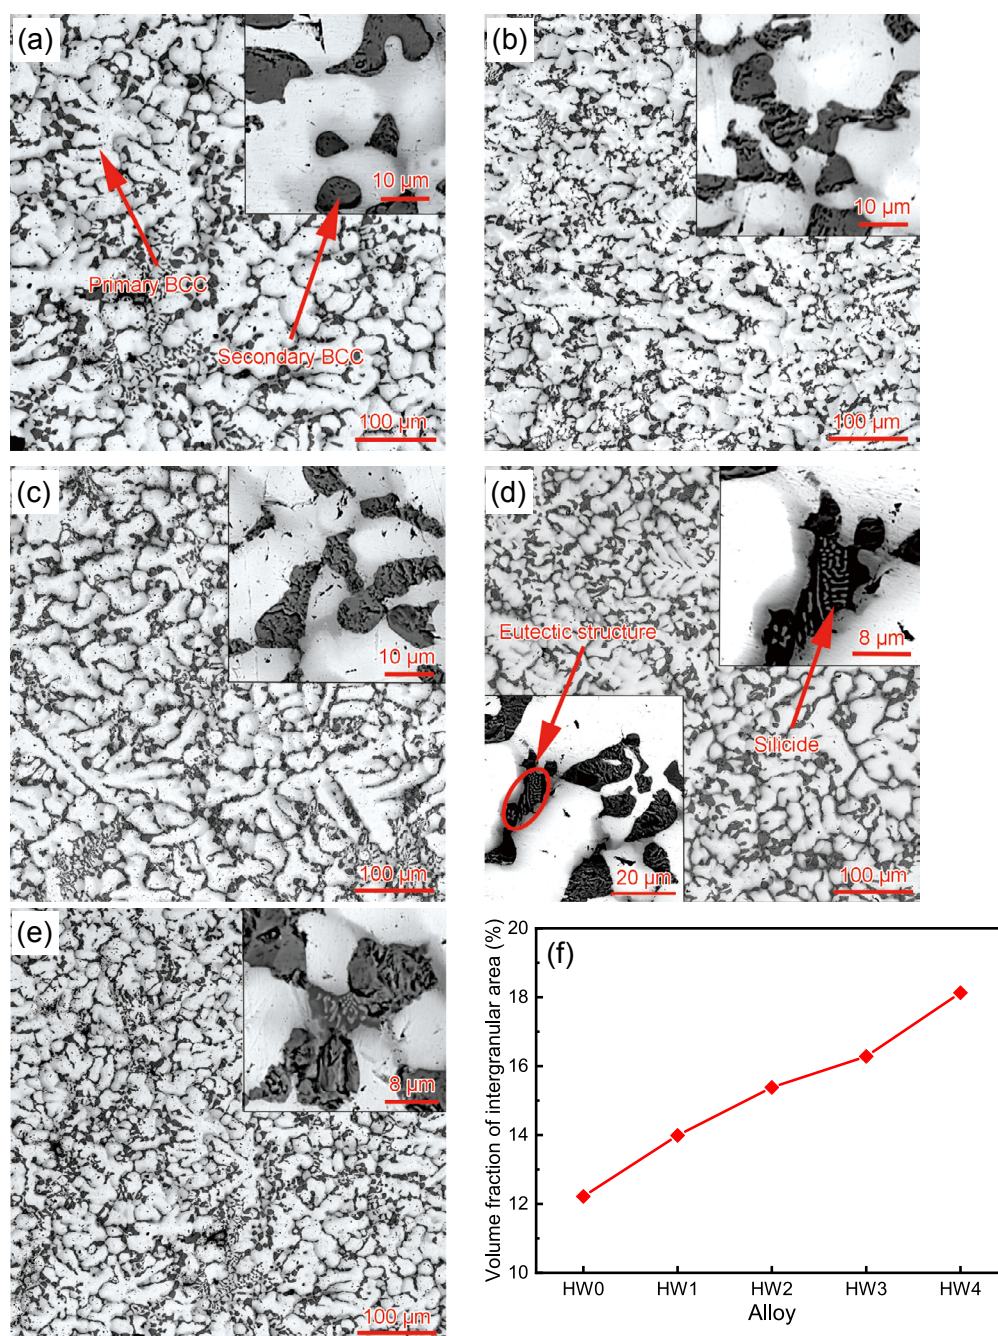 (a)
10 µm
Primary BCC
Secondary BCC
100 µm
(b)
10 µm
100 µm
(c)
10 µm
100 µm
(d)
Eutectic structure
8 µm
Silicide
20 µm
100 µm
(e)
8 µm
100 µm
(f)
Volume fraction of intergranular area (%)
20
18
16
14
12
10
HW0 HW1 HW2 HW3 HW4
Alloy